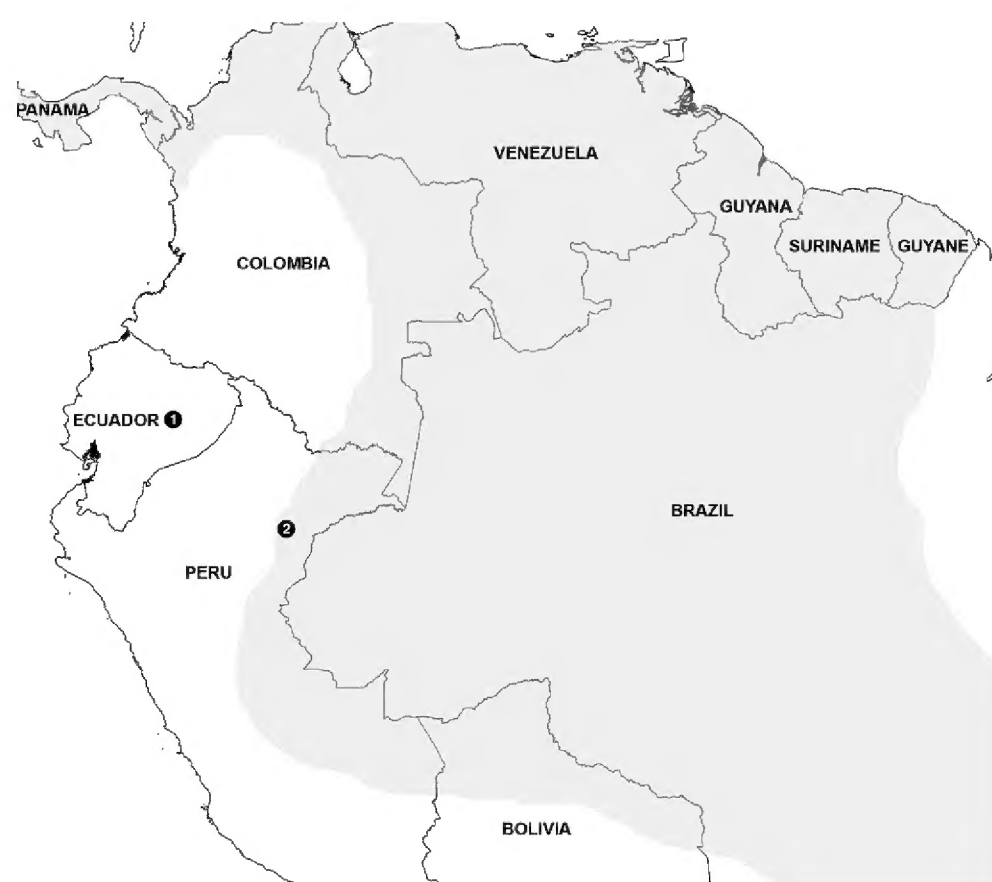 PANAMA
VENEZUELA
GUYANA
SURINAME
GUYANE
COLOMBIA
ECUADOR 1
BRAZIL
2
PERU
BOLIVIA